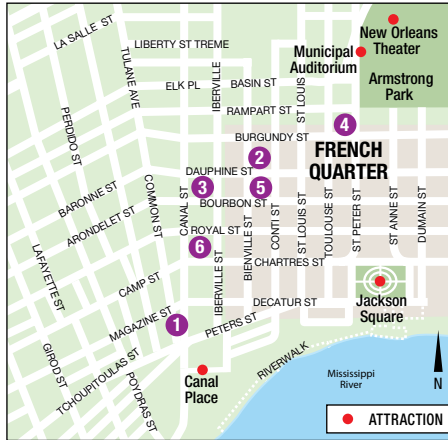 LA SALLE ST
LIBERTY ST TREME
TULANE AVE
ELK PL
IBERVILLE
BASIN ST
RAMPART ST
ST LOUIS
New Orleans
Theater
Municipal
Auditorium
Armstrong
Park
PERDIDO ST
BURGUNDY ST
4
FRENCH
QUARTER
2
DAUPHINE ST
3
5
BOURBON ST
BARONNE ST
ARONDELET ST
COMMON ST
CANAL ST
ROYAL ST
6
IBERVILLE ST
BIENVILLE ST
CONTI ST
ST LOUIS ST
TOULOUSE ST
ST PETER ST
ST ANNE ST
DUMAIN ST
CHARTRES ST
LAFAYETTE ST
CAMP ST
DECATUR ST
Jackson
Square
MAGAZINE ST
1
PETERS ST
GIROD ST
TCHOUPITOULAS ST
POYDRAS ST
Canal
Place
RIVERWALK
Mississippi
River
N
ATTRACTION